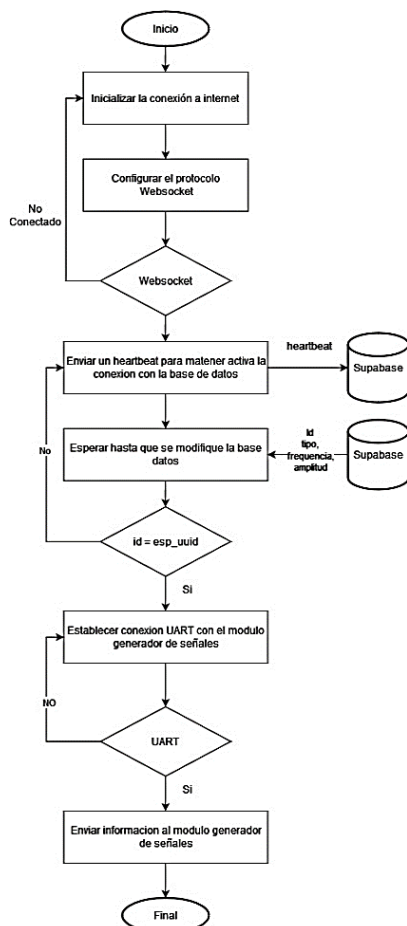 Inicio
Inicializar la conexión a internet
Configurar el protocolo
Websocket
No
Conectado
Websocket
Enviar un heartbeat para matener activa la
conexion con la base de datos
heartbeat
Supabase
No
Esperar hasta que se modifique la base
datos
Id
tipo,
frequencia,
amplitud
Supabase
id = esp_uuid
Si
Establecer conexion UART con el modulo
generador de señales
NO
UART
Si
Enviar informacion al modulo generador
de señales
Final